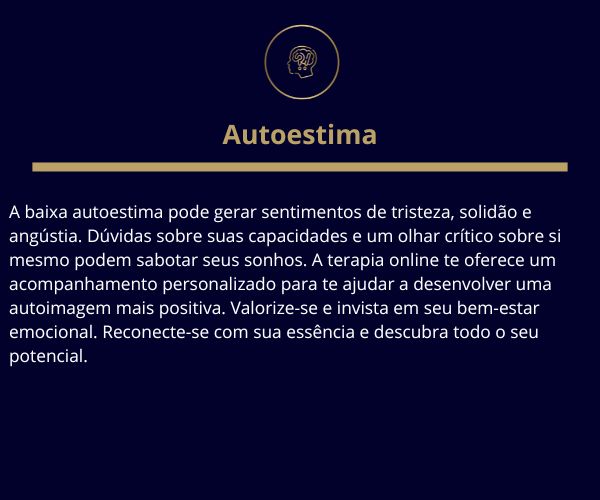 Autoestima
A baixa autoestima pode gerar sentimentos de tristeza, solidão e
angústia. Dúvidas sobre suas capacidades e um olhar crítico sobre si
mesmo podem sabotar seus sonhos. A terapia online te oferece um
acompanhamento personalizado para te ajudar a desenvolver uma
autoimagem mais positiva. Valorize-se e invista em seu bem-estar
emocional. Reconecte-se com sua essência e descubra todo o seu
potencial.